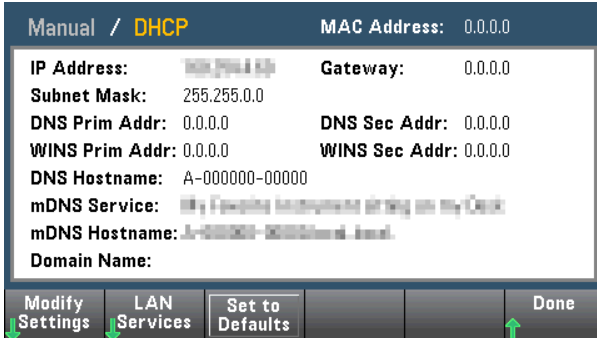 Manual / DHCP MAC Address: 0.0.0.0
IP Address: Gateway: 0.0.0.0
Subnet Mask: 255.255.0.0
DNS Prim Addr: 0.0.0.0 DNS Sec Addr: 0.0.0.0
WINS Prim Addr: 0.0.0.0 WINS Sec Addr: 0.0.0.0
DNS Hostname: A-000000-00000
mDNS Service:
mDNS Hostname:
Domain Name:
Modify Settings LAN Services Set to Defaults Done